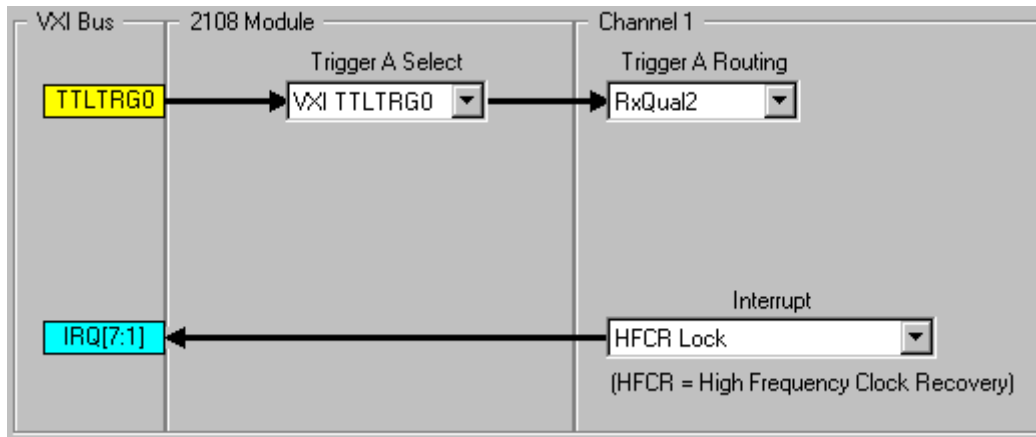 VXI Bus
2108 Module
Channel 1
Trigger A Select
Trigger A Routing
TTLTRG0
VXI TTLTRG0
RxQual2
Interrupt
IRQ[7:1]
HFCR Lock
(HFCR = High Frequency Clock Recovery)